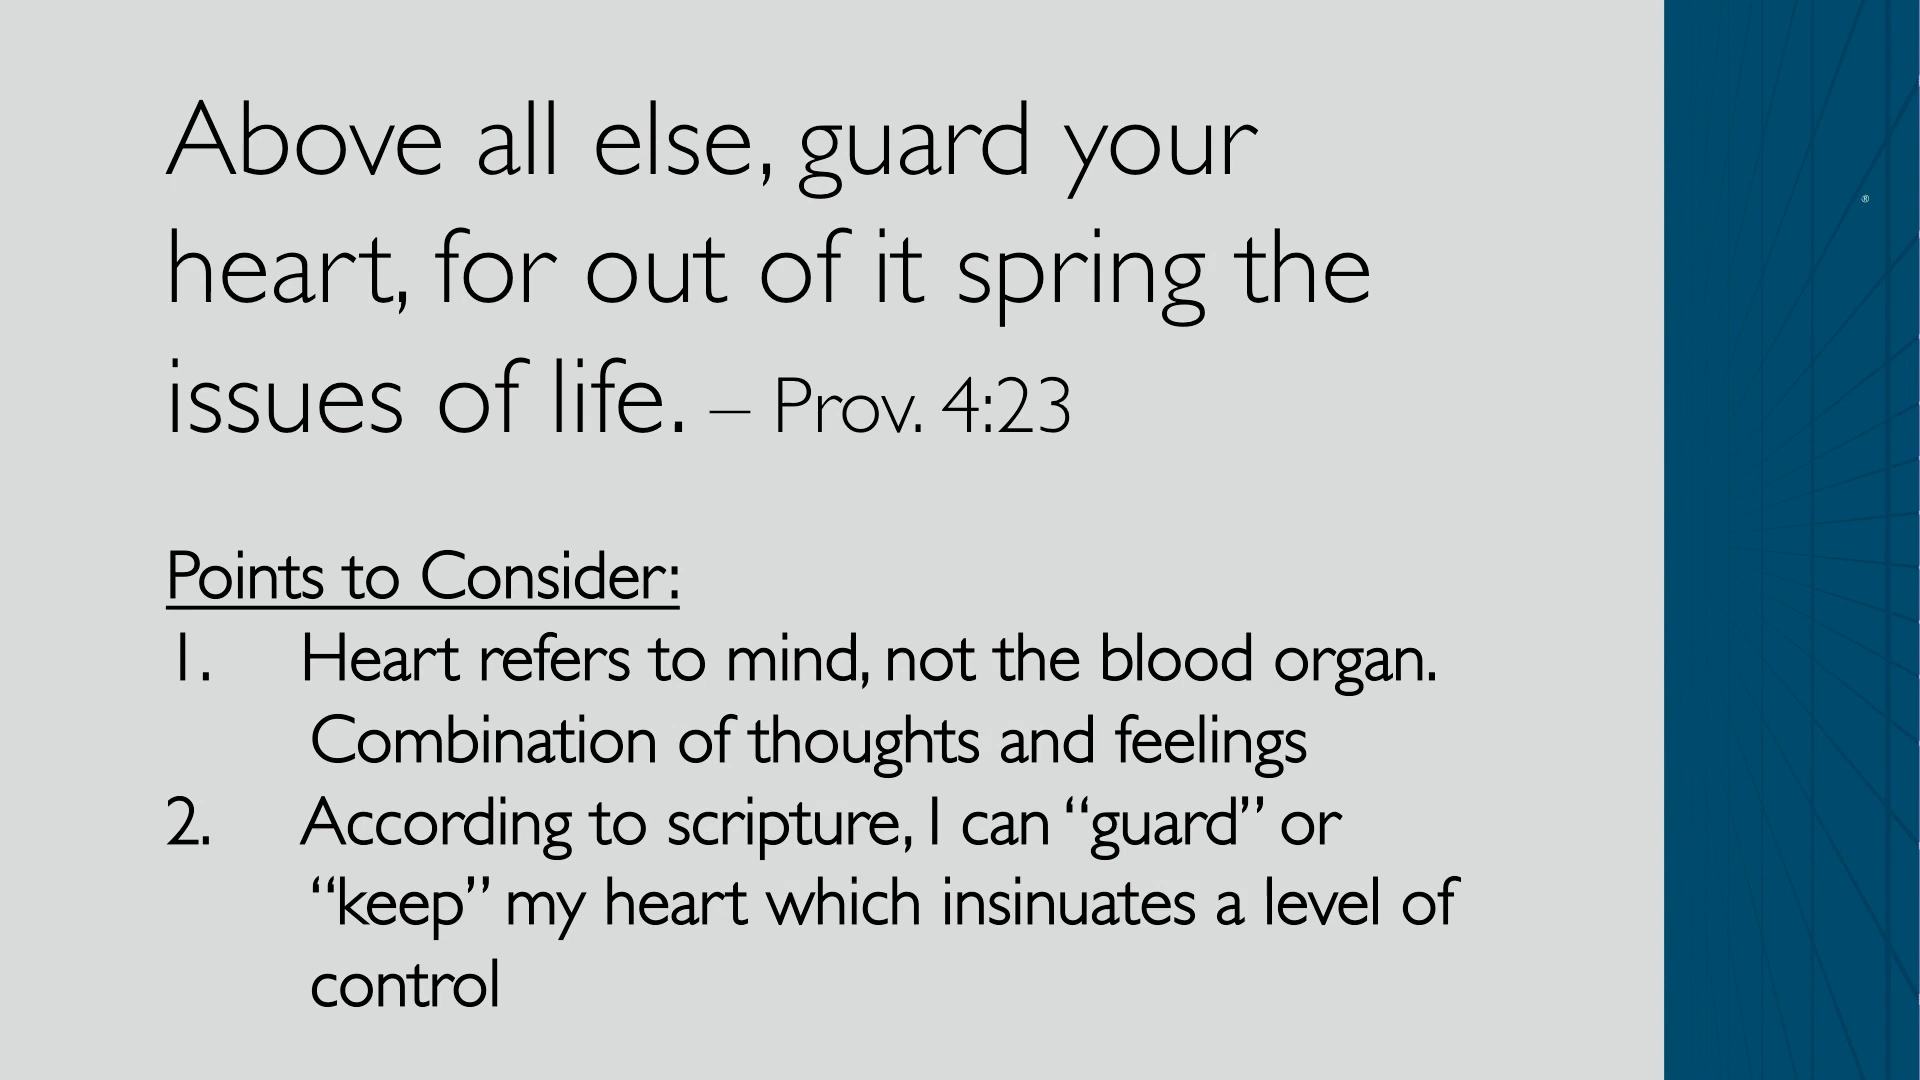 Above all else, guard your
heart, for out of it spring the
issues of life. – Prov. 4:23
Points to Consider:
1. Heart refers to mind, not the blood organ.
Combination of thoughts and feelings
2. According to scripture, I can “guard” or
“keep” my heart which insinuates a level of
control
®